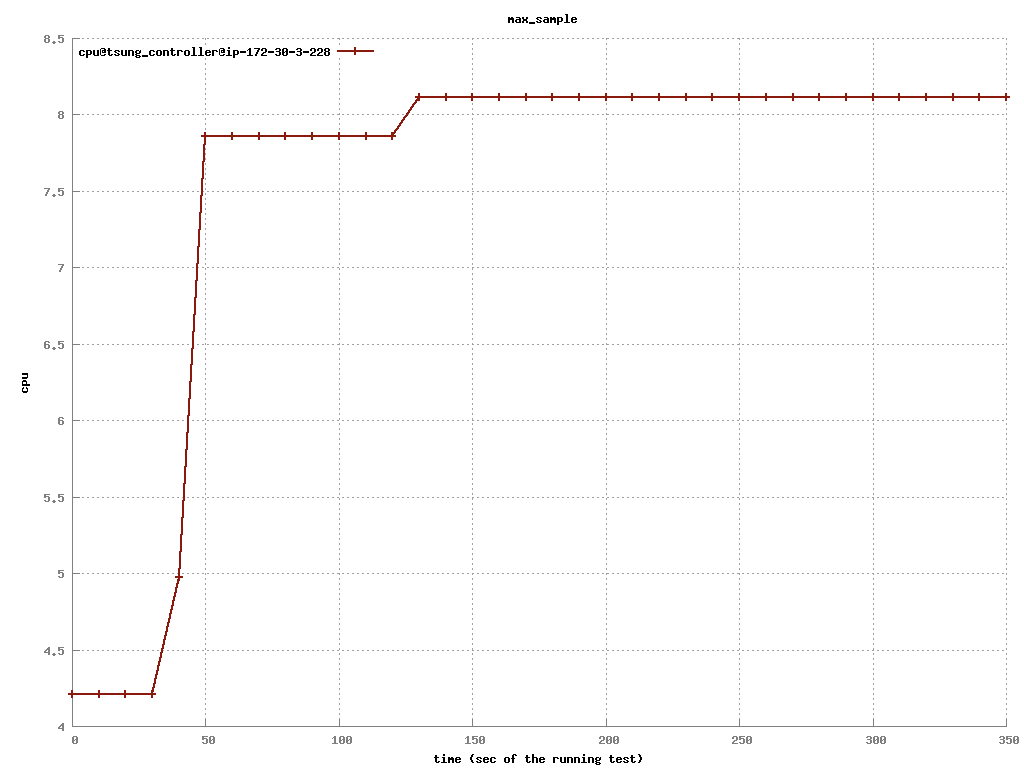 max_sample
8.5
cpu@tsung_controller@ip-172-30-3-228
8
7.5
7
6.5
cpu
6
5.5
5
4.5
4
0 50 100 150 200 250 300 350
time (sec of the running test)